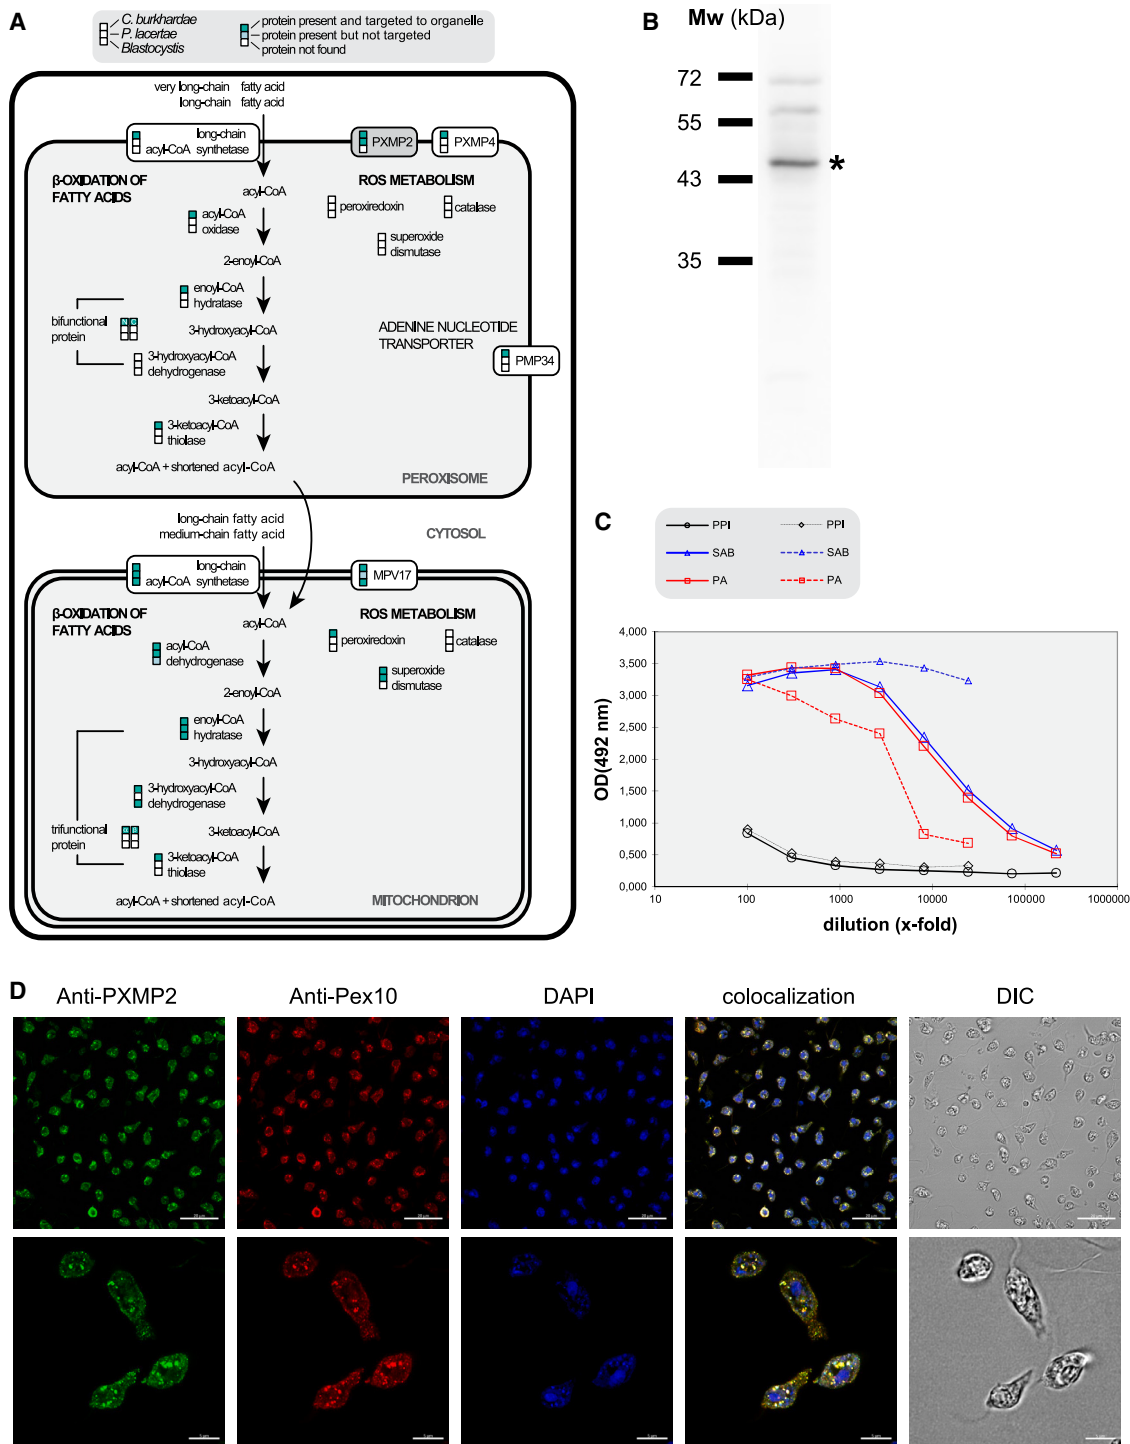 A
C. burkhardae
P. lacertae
Blastocystis
protein present and targeted to organelle
protein present but not targeted
protein not found
very long-chain fatty acid
long-chain fatty acid
long-chain
acyl-CoA synthetase
PXMP2
PXMP4
β-OXIDATION OF
FATTY ACIDS
ROS METABOLISM
acyl-CoA
peroxiredoxin
catalase
acyl-CoA
oxidase
superoxide
dismutase
2-enoyl-CoA
enoyl-CoA
hydratase
bifunctional
protein
3-hydroxyacyl-CoA
ADENINE NUCLEOTIDE
TRANSPORTER
PMP34
3-hydroxyacyl-CoA
dehydrogenase
3-ketoacyl-CoA
3-ketoacyl-CoA
thiolase
acyl-CoA + shortened acyl-CoA
PEROXISOME
long-chain fatty acid
medium-chain fatty acid
CYTOSOL
long-chain
acyl-CoA synthetase
MPV17
β-OXIDATION OF
FATTY ACIDS
ROS METABOLISM
acyl-CoA
peroxiredoxin
catalase
acyl-CoA
dehydrogenase
superoxide
dismutase
2-enoyl-CoA
enoyl-CoA
hydratase
3-hydroxyacyl-CoA
3-hydroxyacyl-CoA
dehydrogenase
trifunctional
protein
3-ketoacyl-CoA
3-ketoacyl-CoA
thiolase
acyl-CoA + shortened acyl-CoA
MITOCHONDRION
B
Mw (kDa)
72
55
*
43
35
C
PPI
PPI
SAB
SAB
PA
PA
4,000
3,500
3,000
2,500
2,000
1,500
1,000
0,500
0,000
OD(492 nm)
10
100
1000
10000
100000
1000000
dilution (x-fold)
D
Anti-PXMP2
Anti-Pex10
DAPI
colocalization
DIC